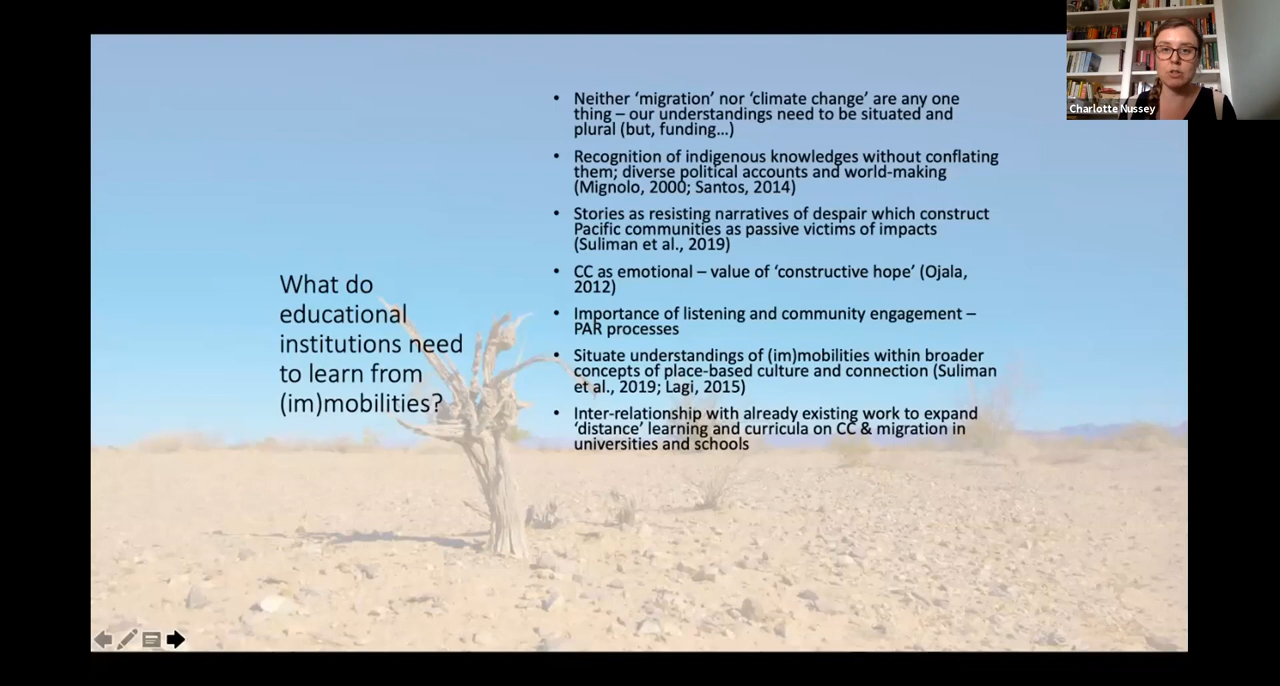 Charlotte Nussey
What do
educational
institutions need
to learn from
(im)mobilities?
• Neither ‘migration’ nor ‘climate change’ are any one
thing – our understandings need to be situated and
plural (but, funding…)
• Recognition of indigenous knowledges without conflating
them; diverse political accounts and world-making
(Mignolo, 2000; Santos, 2014)
• Stories as resisting narratives of despair which construct
Pacific communities as passive victims of impacts
(Suliman et al., 2019)
• CC as emotional – value of ‘constructive hope’ (Ojala,
2012)
• Importance of listening and community engagement –
PAR processes
• Situate understandings of (im)mobilities within broader
concepts of place-based culture and connection (Suliman
et al., 2019; Lagi, 2015)
• Inter-relationship with already existing work to expand
‘distance’ learning and curricula on CC & migration in
universities and schools